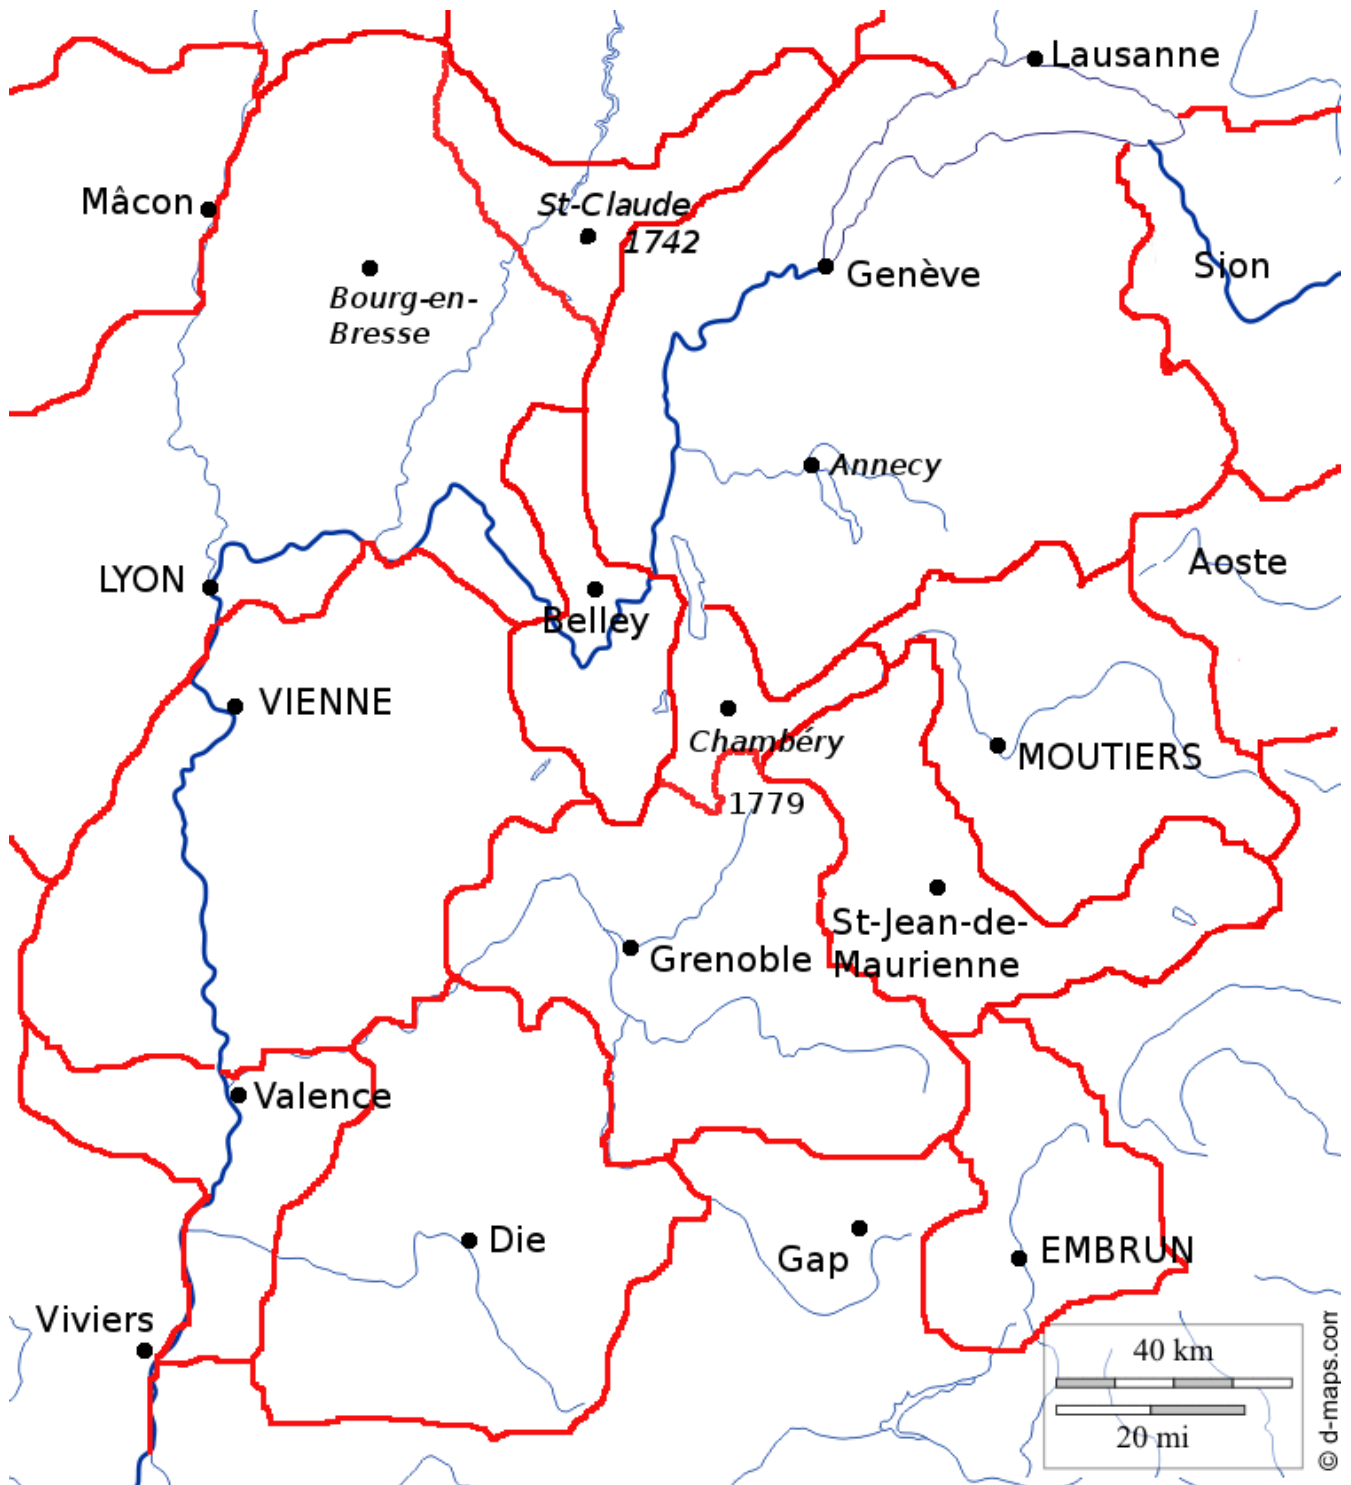 Lausanne
Mâcon
St-Claude
1742
Sion
Genève
Bourg-en-
Bresse
Annecy
LYON
Aoste
Belley
VIENNE
Chambéry
MOUTIERS
1779
St-Jean-de-
Maurienne
Grenoble
Valence
Die
Gap
EMBRUN
Viviers
40 km
20 mi
© d-maps.com